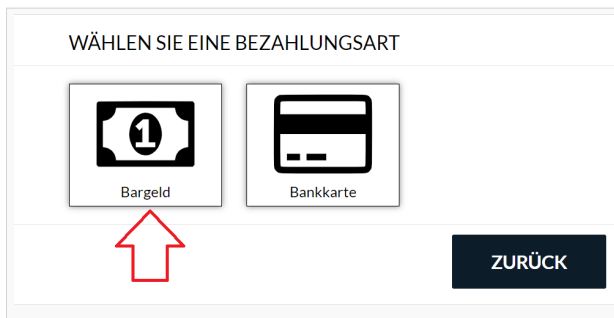 WÄHLEN SIE EINE BEZAHLUNGSART
1
Bargeld
Bankkarte
ZURÜCK